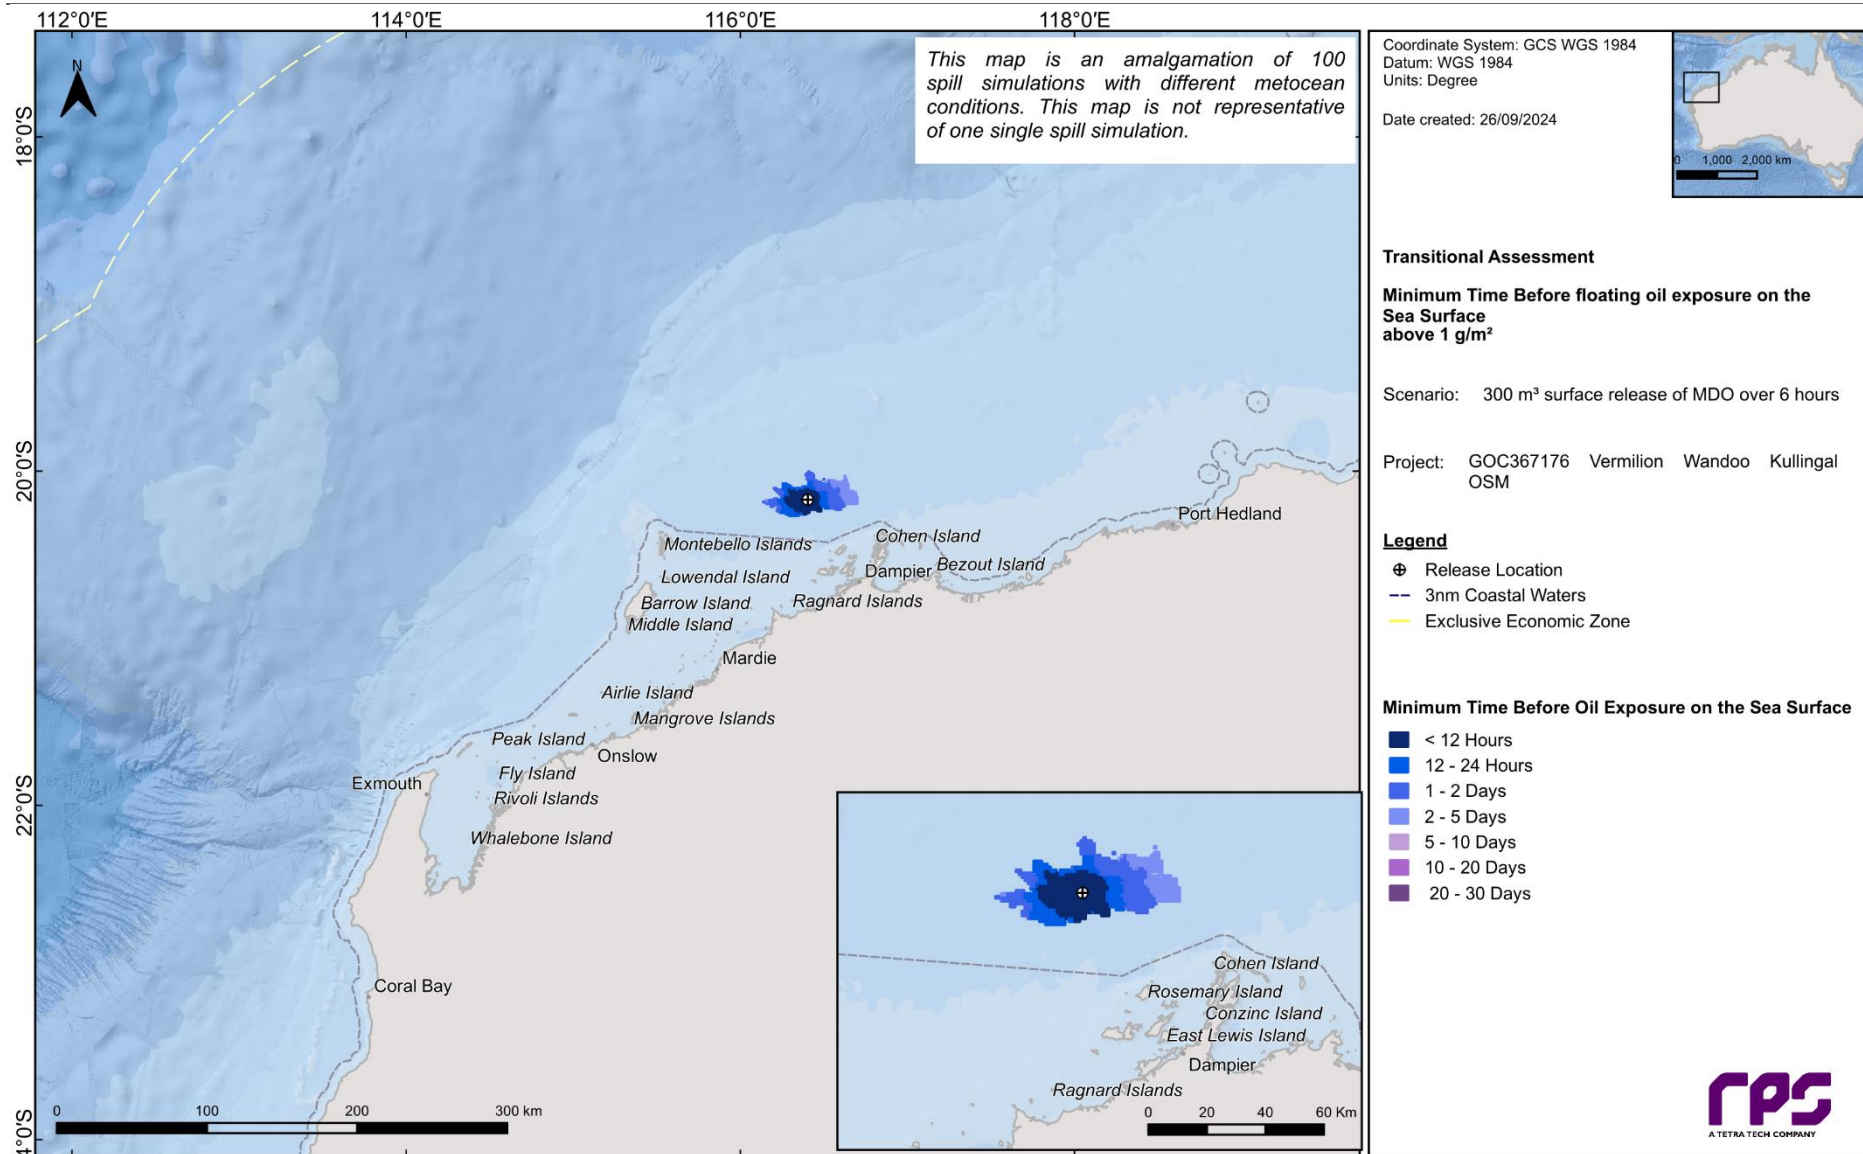 112°0'E
114°0'E
116°0'E
118°0'E
18°0'S
20°0'S
22°0'S
4°0'S
N
This map is an amalgamation of 100
spill simulations with different metocean
conditions. This map is not representative
of one single spill simulation.
Port Hedland
Cohen Island
Montebello Islands
Bezout Island
Dampier
Lowendal Island
Ragnard Islands
Barrow Island
Middle Island
Mardie
Airlie Island
Mangrove Islands
Peak Island
Onslow
Fly Island
Exmouth
Rivoli Islands
Whalebone Island
Coral Bay
0 100 200 300 km
Cohen Island
Rosemary Island
Conzinc Island
East Lewis Island
Dampier
Ragnard Islands
0 20 40 60 Km
Coordinate System: GCS WGS 1984
Datum: WGS 1984
Units: Degree
Date created: 26/09/2024
0 1,000 2,000 km
Transitional Assessment
Minimum Time Before floating oil exposure on the
Sea Surface
above 1 g/m²
Scenario: 300 m³ surface release of MDO over 6 hours
Project: GOC367176 Vermilion Wandoo Kullingal
OSM
Legend
Release Location
3nm Coastal Waters
Exclusive Economic Zone
Minimum Time Before Oil Exposure on the Sea Surface
< 12 Hours
12 - 24 Hours
1 - 2 Days
2 - 5 Days
5 - 10 Days
10 - 20 Days
20 - 30 Days
rps
A TETRA TECH COMPANY